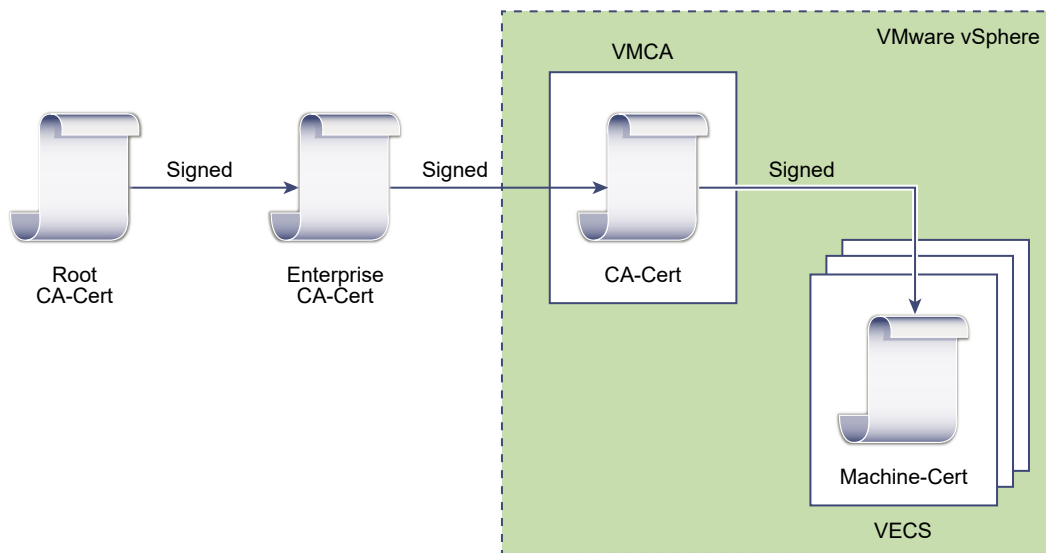 VMware vSphere
VMCA
Signed
Signed
Signed
Root
CA-Cert
Enterprise
CA-Cert
CA-Cert
Machine-Cert
VECS